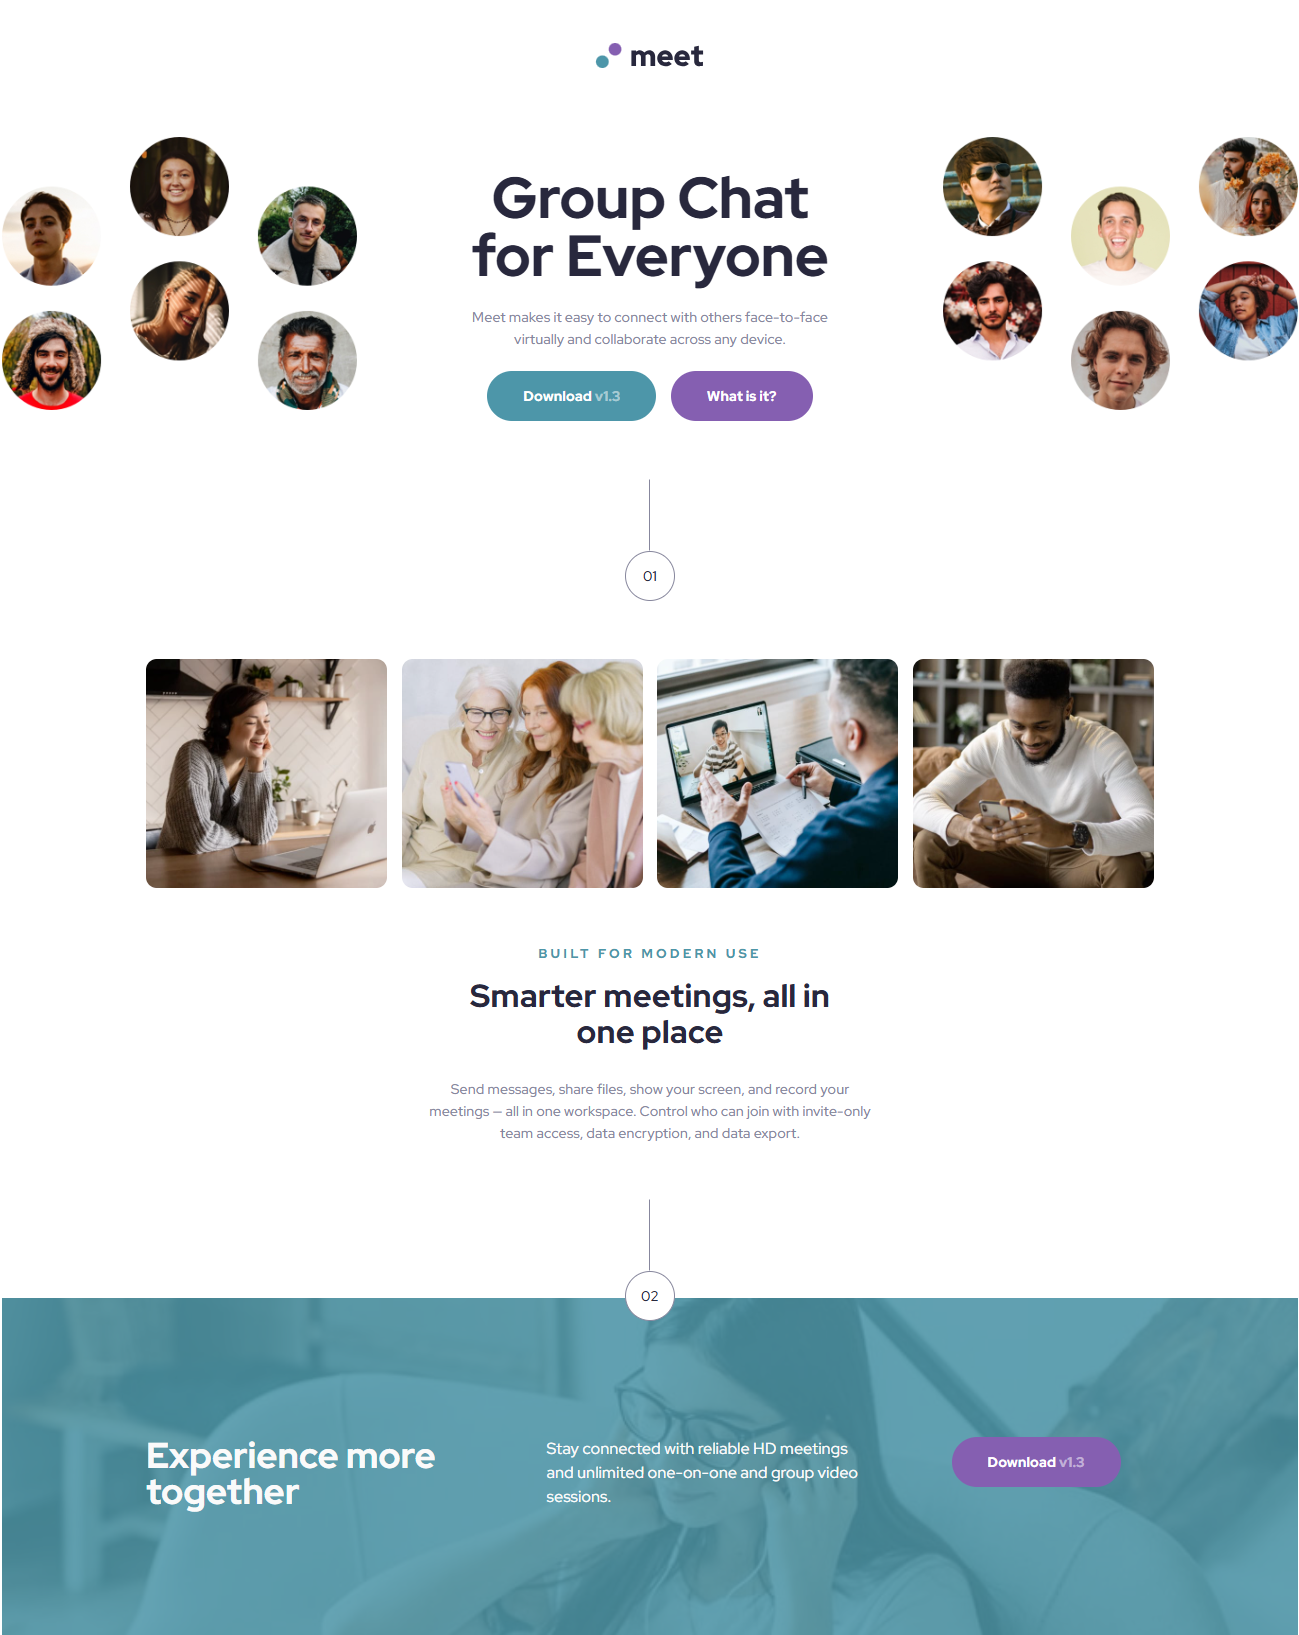 meet
Group Chat
for Everyone
Meet makes it easy to connect with others face-to-face
virtually and collaborate across any device.
Download v1.3
What is it?
01
BUILT FOR MODERN USE
Smarter meetings, all in
one place
Send messages, share files, show your screen, and record your
meetings — all in one workspace. Control who can join with invite-only
team access, data encryption, and data export.
02
Experience more
together
Stay connected with reliable HD meetings
and unlimited one-on-one and group video
sessions.
Download v1.3